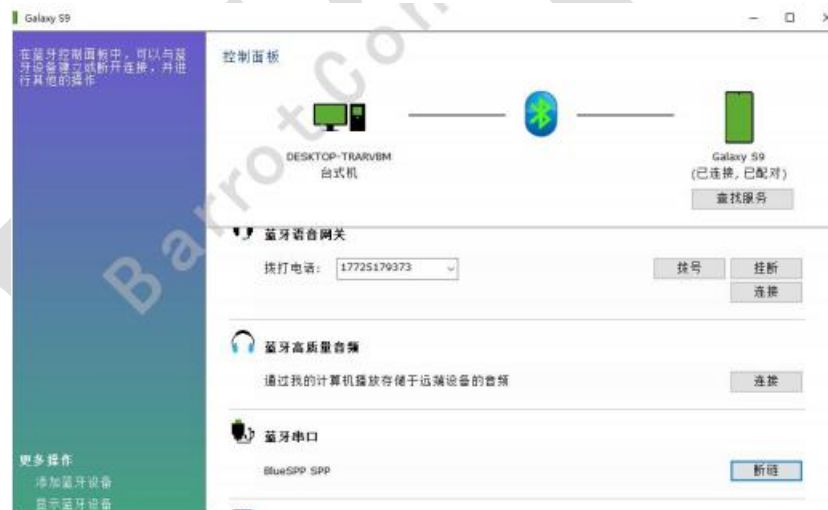 Galaxy S9
在蓝牙控制面板中，可以与蓝
牙设备建立或断开连接，并进
行其他的操作
控制面板
DESKTOP-TRARVBM
台式机
Galaxy S9
(已连接, 已配对)
查找服务
蓝牙语音网关
拨打电话：
17725179373
拨号
挂断
连接
蓝牙高质量音频
通过我的计算机播放存储于远端设备的音频
连接
蓝牙串口
BlueSPP SPP
断链
更多操作
添加蓝牙设备
显示蓝牙设备